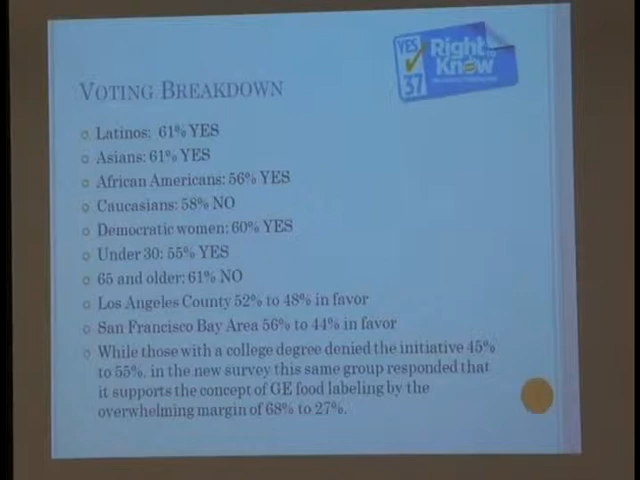 YES
37
Right to
Know
VOTING BREAKDOWN
Latinos: 61% YES
Asians: 61% YES
African Americans: 56% YES
Caucasians: 58% NO
Democratic women: 60% YES
Under 30: 55% YES
65 and older: 61% NO
Los Angeles County 52% to 48% in favor
San Francisco Bay Area 56% to 44% in favor
While those with a college degree denied the initiative 45%
to 55%. in the new survey this same group responded that
it supports the concept of GE food labeling by the
overwhelming margin of 68% to 27%.